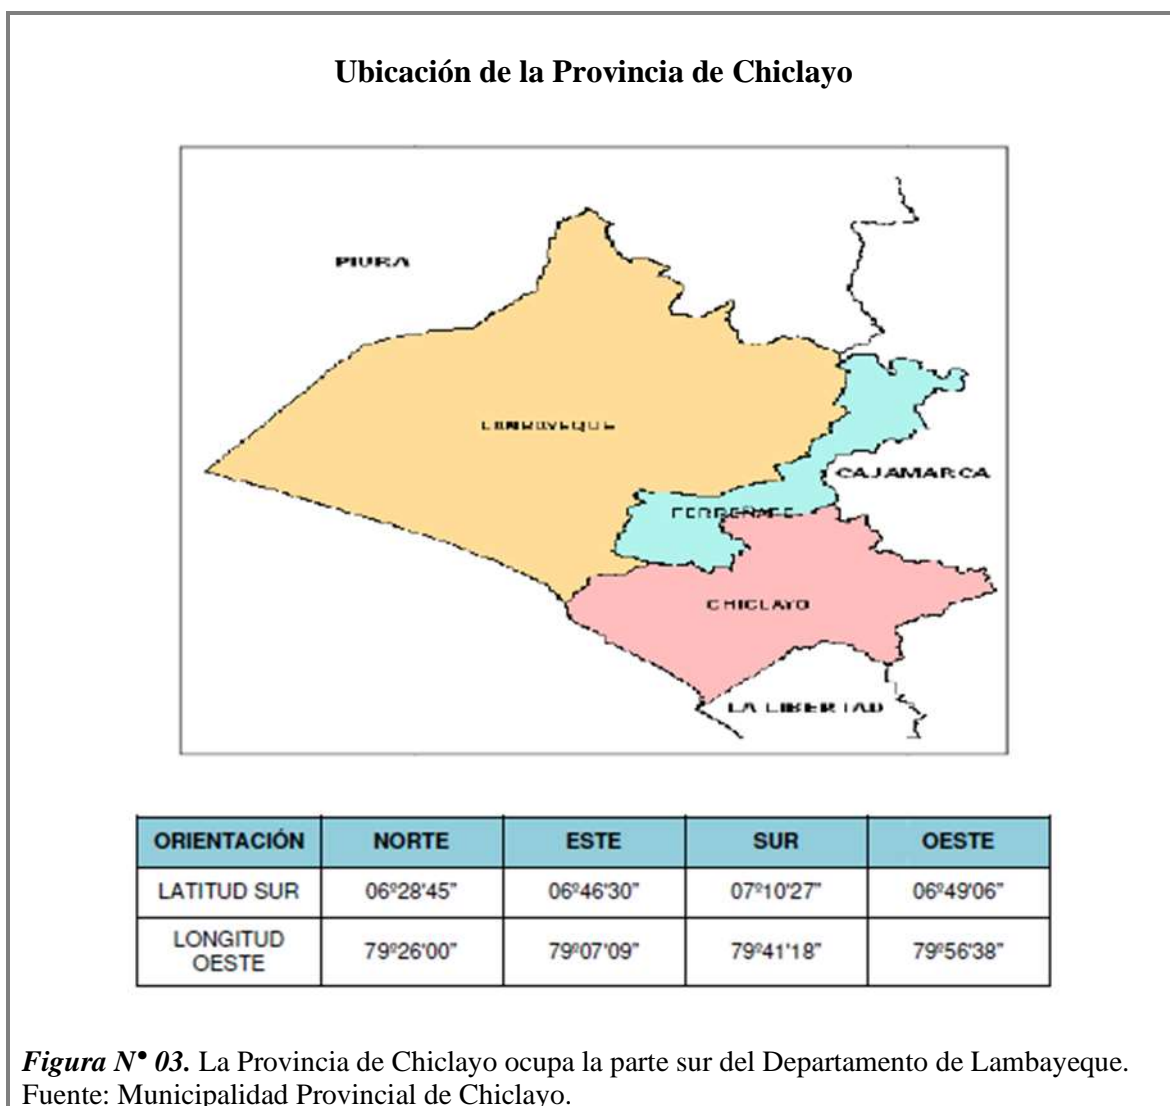 Ubicación de la Provincia de Chiclayo
PIURA
LAMBAYEQUE
CAJAMARCA
FERREÑAFE
CHICLAYO
LA LIBERTAD
ORIENTACIÓN NORTE ESTE SUR OESTE
LATITUD SUR 06º28'45" 06º46'30" 07º10'27" 06º49'06"
LONGITUD OESTE 79º26'00" 79º07'09" 79º41'18" 79º56'38"
Figura N° 03. La Provincia de Chiclayo ocupa la parte sur del Departamento de Lambayeque.
Fuente: Municipalidad Provincial de Chiclayo.